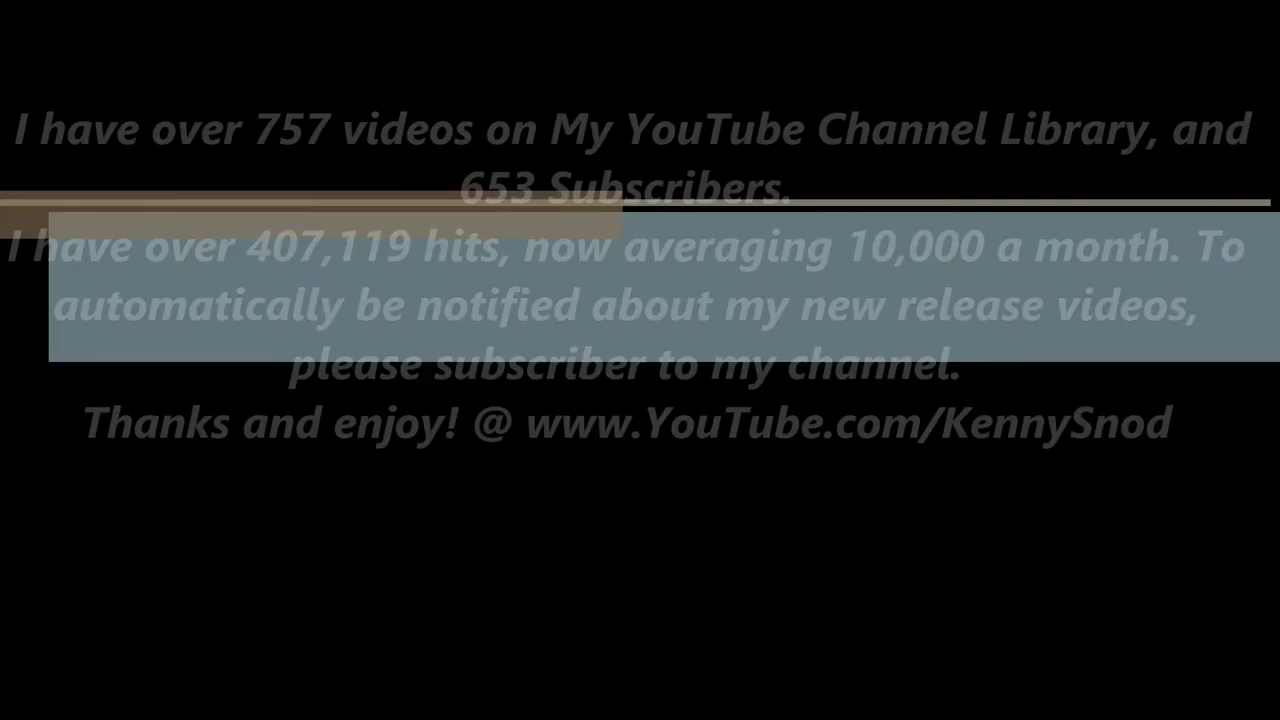 I have over 757 videos on My YouTube Channel Library, and
653 Subscribers.
I have over 407,119 hits, now averaging 10,000 a month. To
automatically be notified about my new release videos,
please subscriber to my channel.
Thanks and enjoy! @ www.YouTube.com/KennySnod